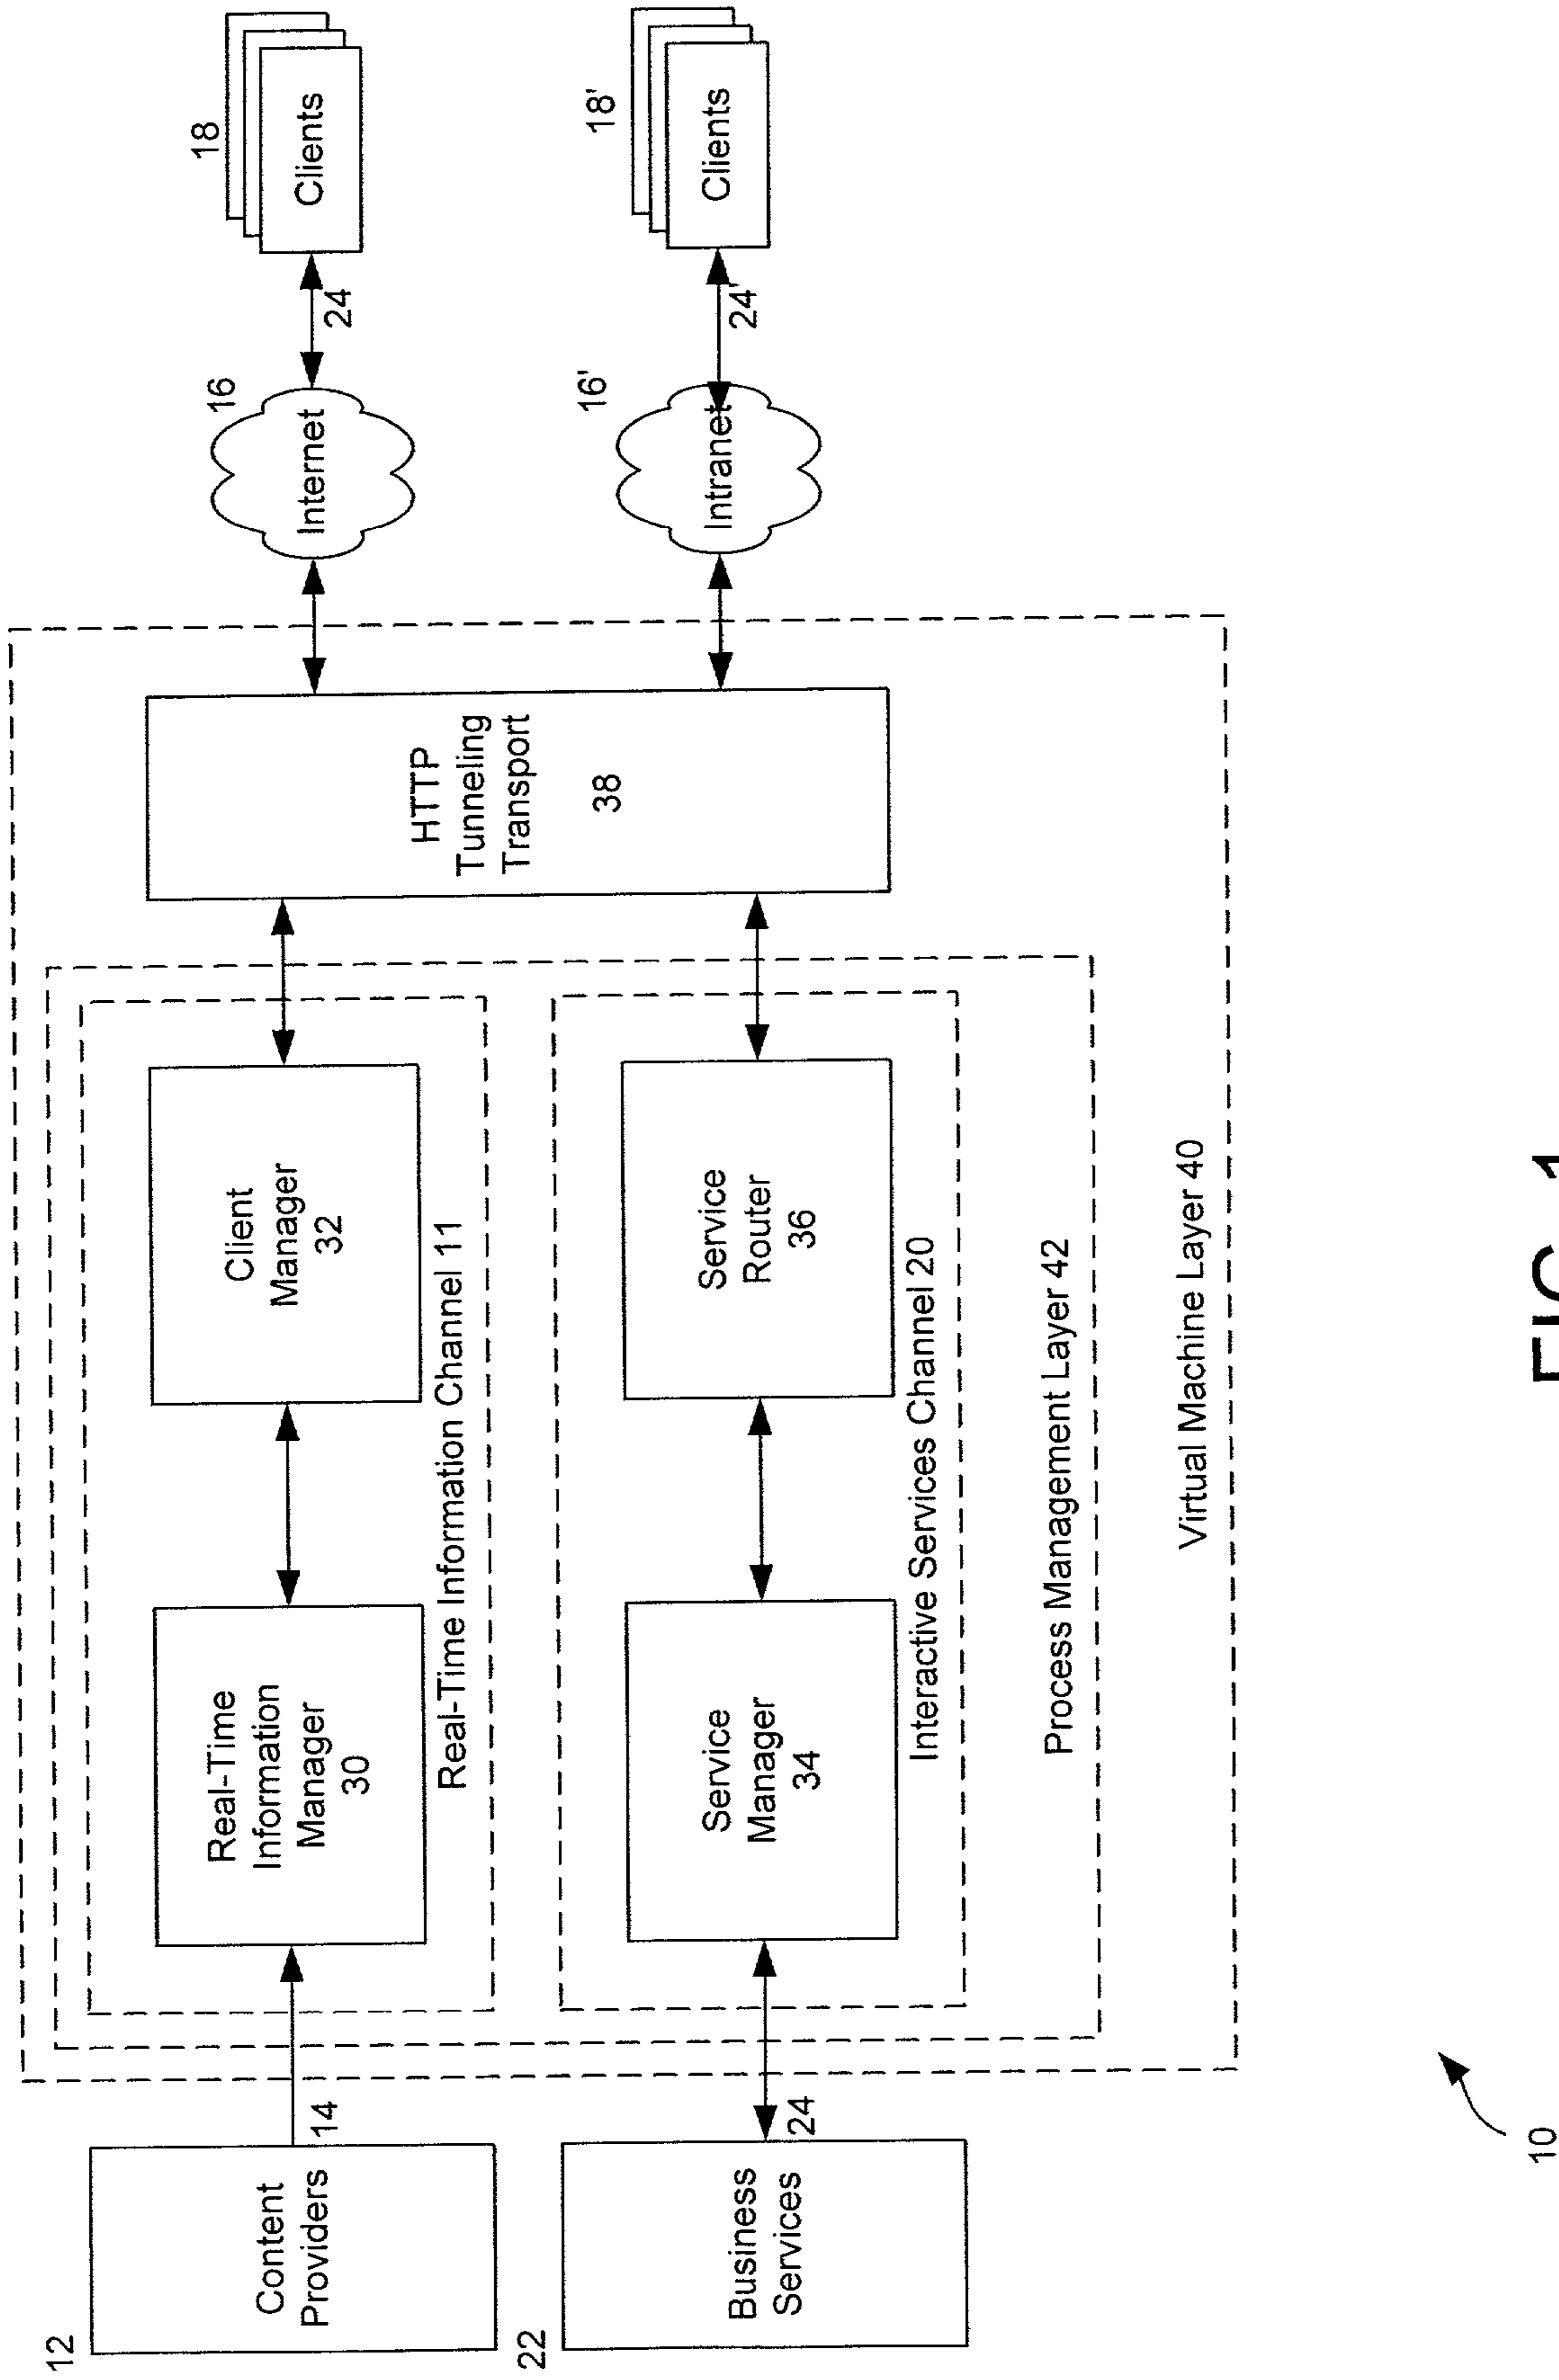 12
Content
Providers
14
Real-Time
Information
Manager
30
Client
Manager
32
Real-Time Information Channel 11
22
Business
Services
24
Service
Manager
34
Service
Router
36
Interactive Services Channel 20
Process Management Layer 42
Virtual Machine Layer 40
HTTP
Tunneling
Transport
38
16
Internet
24
18
Clients
16'
Intranet
24'
18'
Clients
10